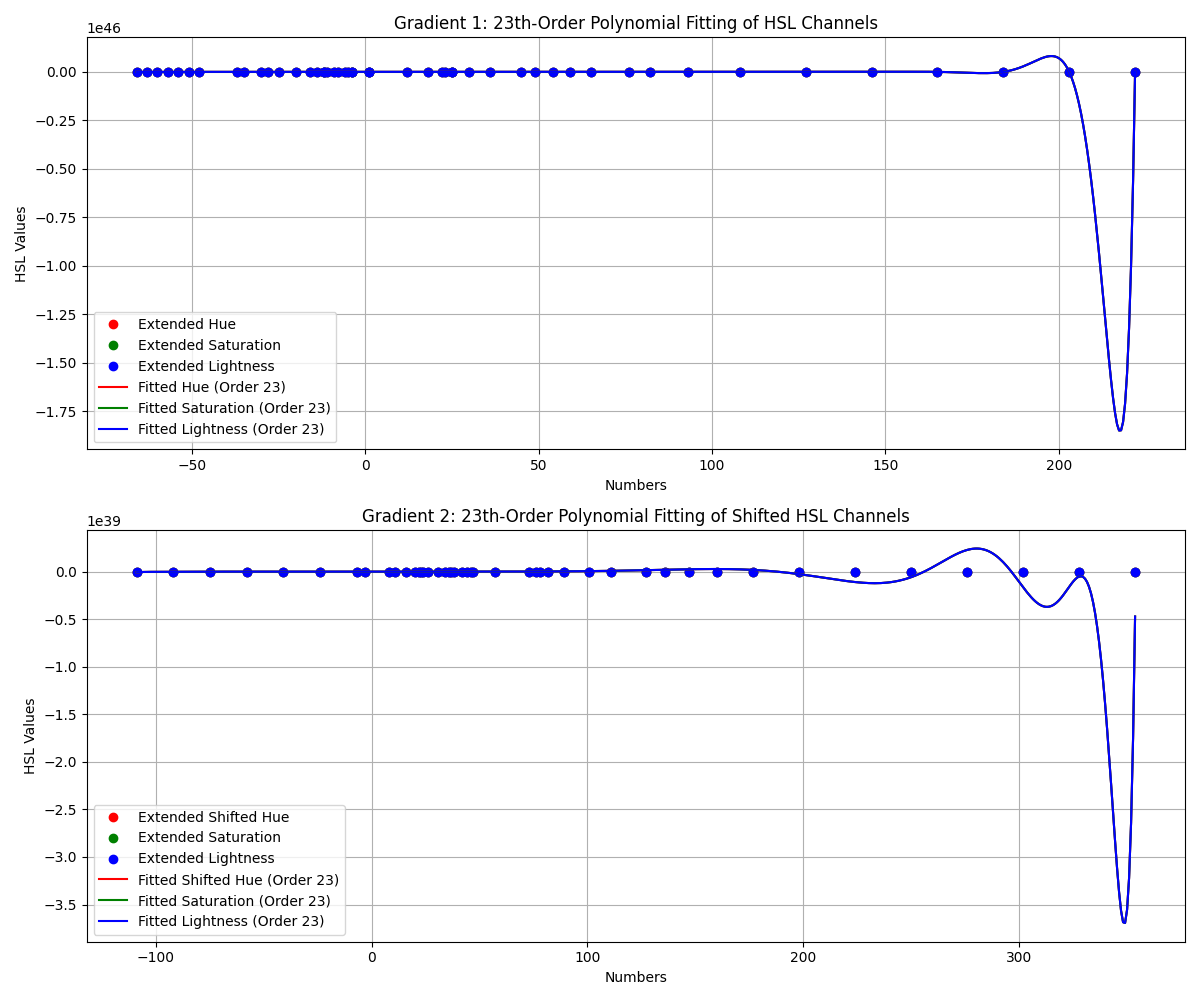 Gradient 1: 23th-Order Polynomial Fitting of HSL Channels
1e46
0.00
−0.25
−0.50
−0.75
−1.00
−1.25
−1.50
−1.75
HSL Values
Extended Hue
Extended Saturation
Extended Lightness
Fitted Hue (Order 23)
Fitted Saturation (Order 23)
Fitted Lightness (Order 23)
−50 0 50 100 150 200
Numbers
Gradient 2: 23th-Order Polynomial Fitting of Shifted HSL Channels
1e39
0.0
−0.5
−1.0
−1.5
−2.0
−2.5
−3.0
−3.5
HSL Values
Extended Shifted Hue
Extended Saturation
Extended Lightness
Fitted Shifted Hue (Order 23)
Fitted Saturation (Order 23)
Fitted Lightness (Order 23)
−100 0 100 200 300
Numbers